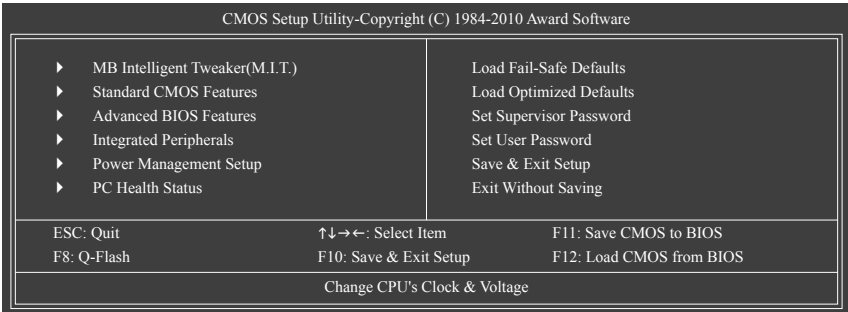 CMOS Setup Utility-Copyright (C) 1984-2010 Award Software
MB Intelligent Tweaker(M.I.T.)
Standard CMOS Features
Advanced BIOS Features
Integrated Peripherals
Power Management Setup
PC Health Status
Load Fail-Safe Defaults
Load Optimized Defaults
Set Supervisor Password
Set User Password
Save & Exit Setup
Exit Without Saving
ESC: Quit ↑↓→←: Select Item F11: Save CMOS to BIOS
F8: Q-Flash F10: Save & Exit Setup F12: Load CMOS from BIOS
Change CPU's Clock & Voltage